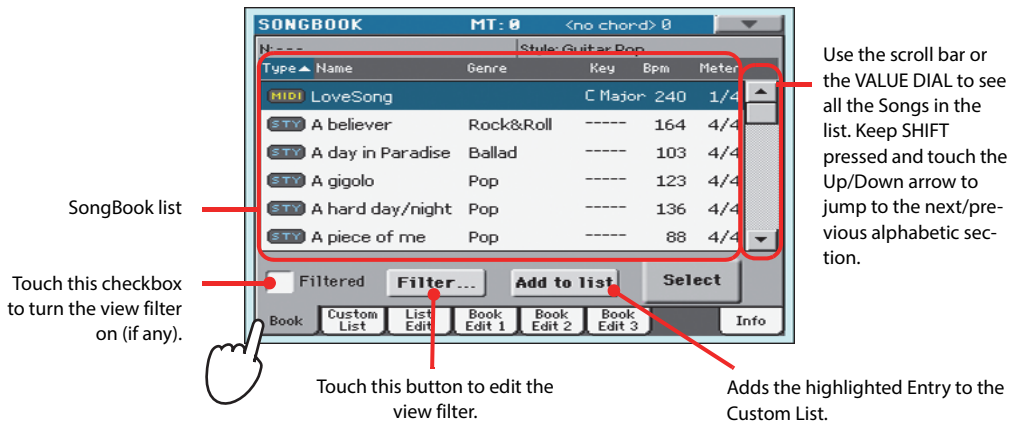 SONGBOOK MT: 0 <no chord> 0
N: - - - Style: Guitar Pop
Type Name Genre Key Bpm Meter
MIDI LoveSong C Major 240 1/4
STY A believer Rock&Roll ----- 164 4/4
STY A day in Paradise Ballad ----- 103 4/4
STY A gigolo Pop ----- 123 4/4
STY A hard day/night Pop ----- 136 4/4
STY A piece of me Pop ----- 88 4/4
Filtered Filter... Add to list Select
Book Custom List List Edit Book Edit 1 Book Edit 2 Book Edit 3 Info
SongBook list
Touch this checkbox
to turn the view filter
on (if any).
Touch this button to edit the
view filter.
Adds the highlighted Entry to the
Custom List.
Use the scroll bar or
the VALUE DIAL to see
all the Songs in the
list. Keep SHIFT
pressed and touch the
Up/Down arrow to
jump to the next/pre-
vious alphabetic sec-
tion.